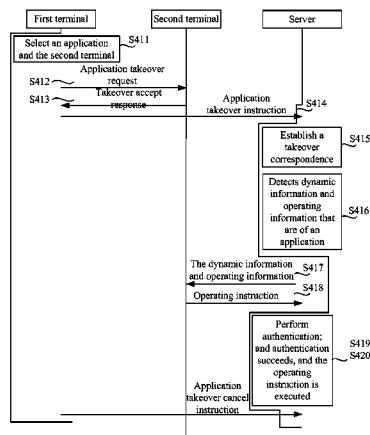 First terminal
Second terminal
Server
Select an application
and the second terminal
S411
Application takeover
request
S412
Takeover accept
response
S413
Application
takeover instruction
S414
Establish a
takeover
correspondence
S415
Detects dynamic
information and
operating
information that
are of an
application
S416
The dynamic information
and operating information
S417
Operating instruction
S418
Perform
authentication;
and authentication
succeeds, and the
operating
instruction is
executed
S419
S420
Application
takeover cancel
instruction